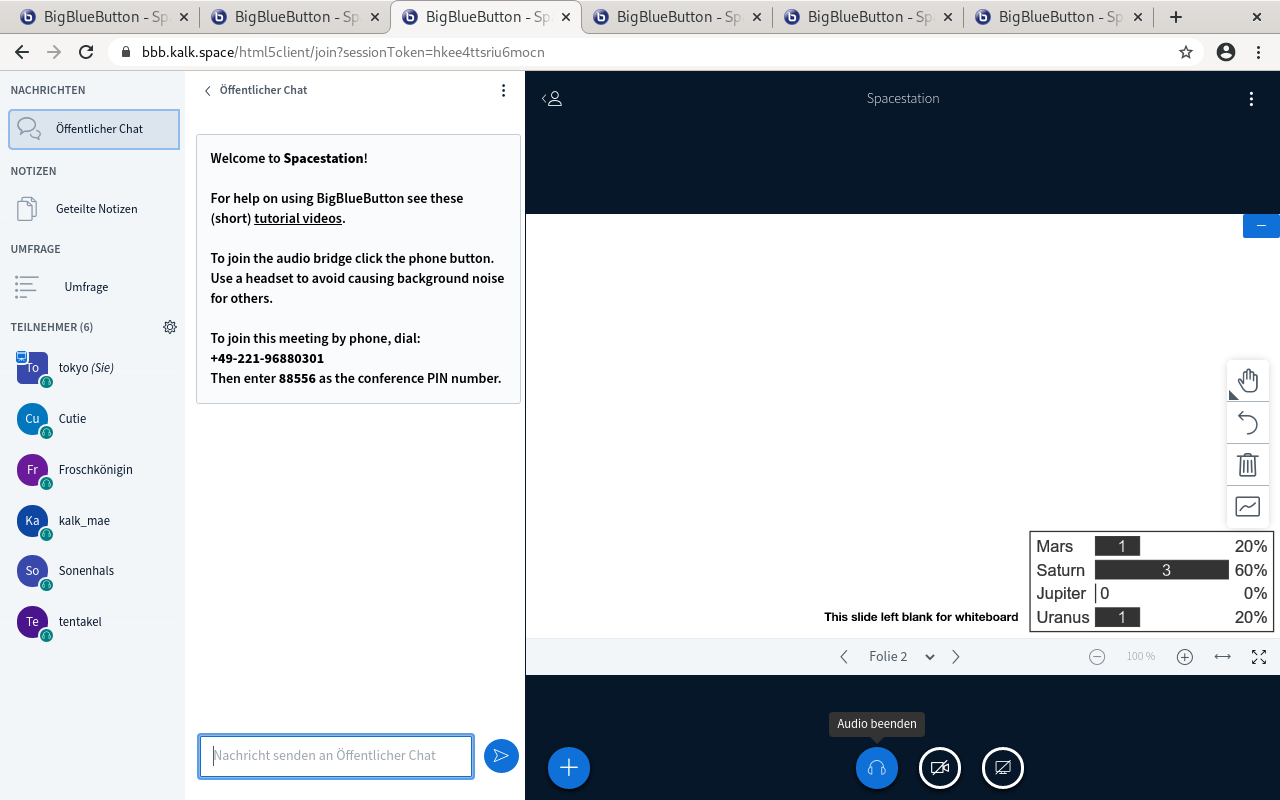 BigBlueButton - Sp
BigBlueButton - Sp
BigBlueButton - Sp
BigBlueButton - Sp
BigBlueButton - Sp
BigBlueButton - Sp
bbb.kalk.space/html5client/join?sessionToken=hkee4ttsriu6mocn
NACHRICHTEN
Öffentlicher Chat
NOTIZEN
Geteilte Notizen
UMFRAGE
Umfrage
TEILNEHMER (6)
To tokyo (Sie)
Cu Cutie
Fr Froschkönigin
Ka kalk_mae
So Sonenhals
Te tentakel
Öffentlicher Chat
Welcome to Spacestation!
For help on using BigBlueButton see these
(short) tutorial videos.
To join the audio bridge click the phone button.
Use a headset to avoid causing background noise
for others.
To join this meeting by phone, dial:
+49-221-96880301
Then enter 88556 as the conference PIN number.
Nachricht senden an Öffentlicher Chat
Spacestation
Mars 1 20%
Saturn 3 60%
Jupiter 0 0%
Uranus 1 20%
This slide left blank for whiteboard
Folie 2
100 %
Audio beenden